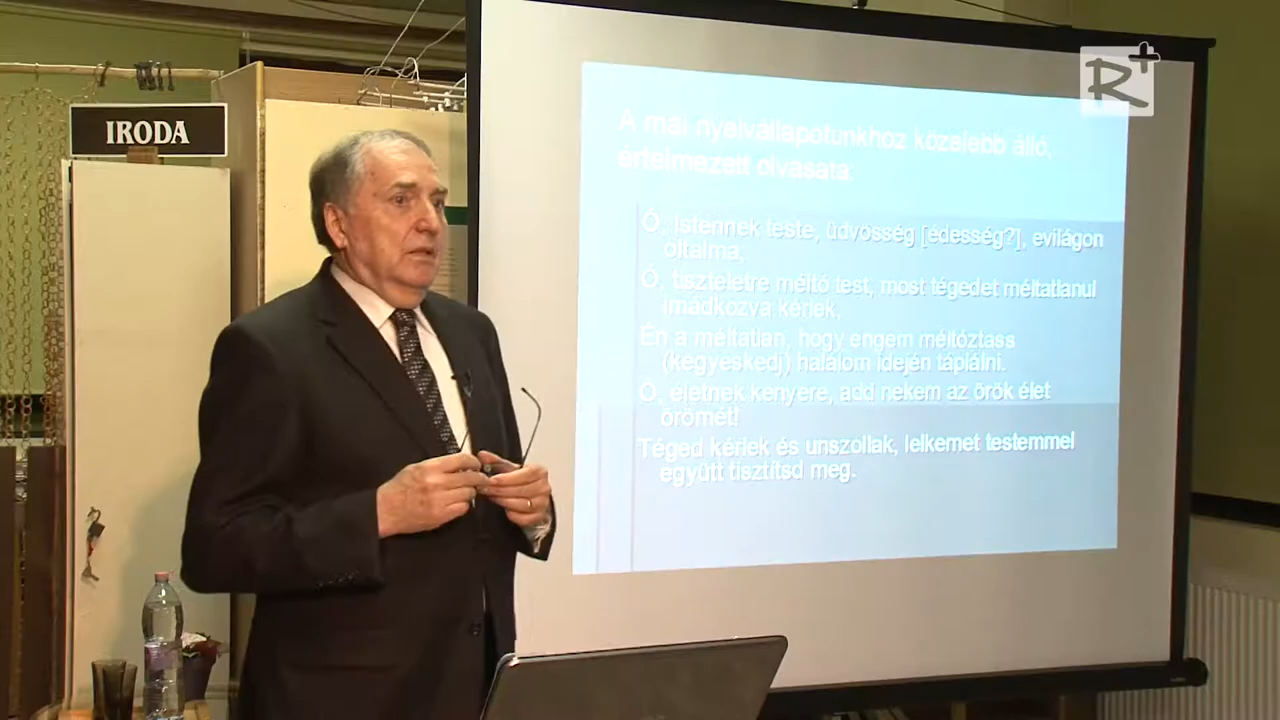 IRODA
R+
A mai nyelvállapotunkhoz közelebb álló,
értelmezett olvasata
Ó, Istennek teste, üdvösség [édesség?], evilágon
oltalma,
Ó, tiszteletre méltó test, most tégedet méltatlanul
imádkozva kérlek,
Én a méltatlan, hogy engem méltóztass
(kegyeskedj) halálom idején táplálni.
Ó, életnek kenyere, add nekem az örök élet
örömét!
Téged kérlek és unszollak, lelkemet testemmel
együtt tisztítsd meg.